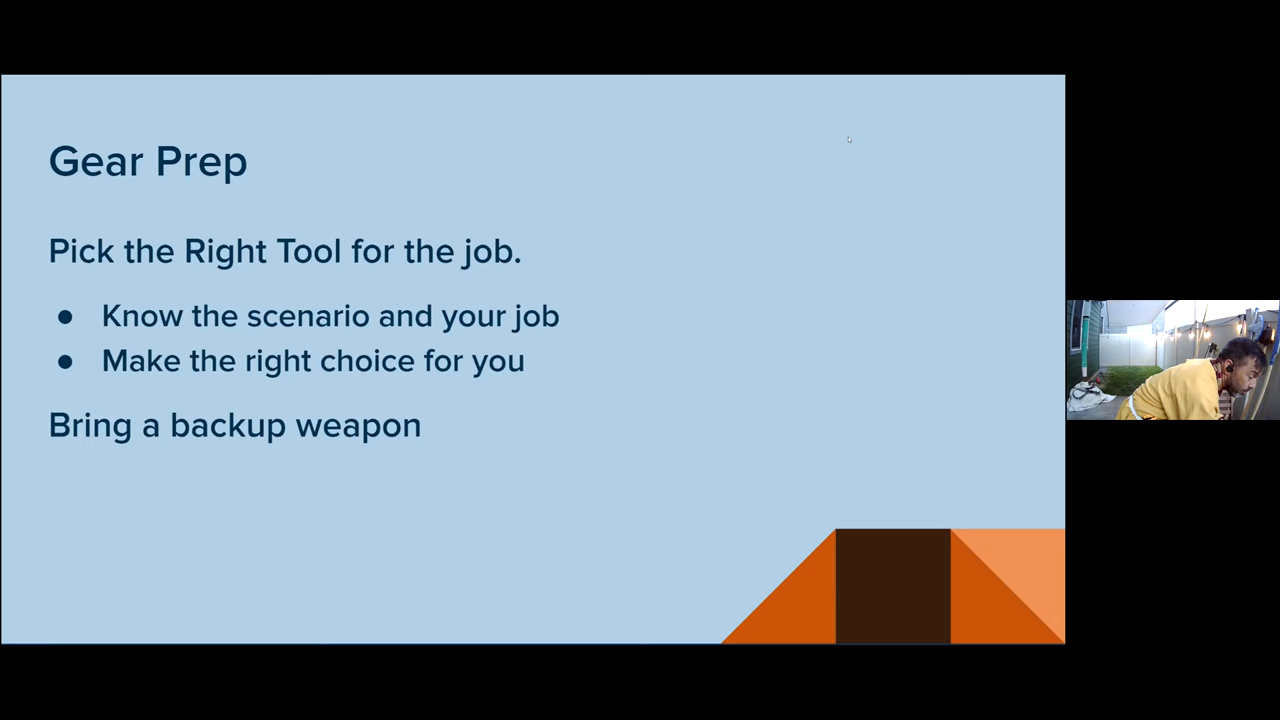 Gear Prep
Pick the Right Tool for the job.
● Know the scenario and your job
● Make the right choice for you
Bring a backup weapon